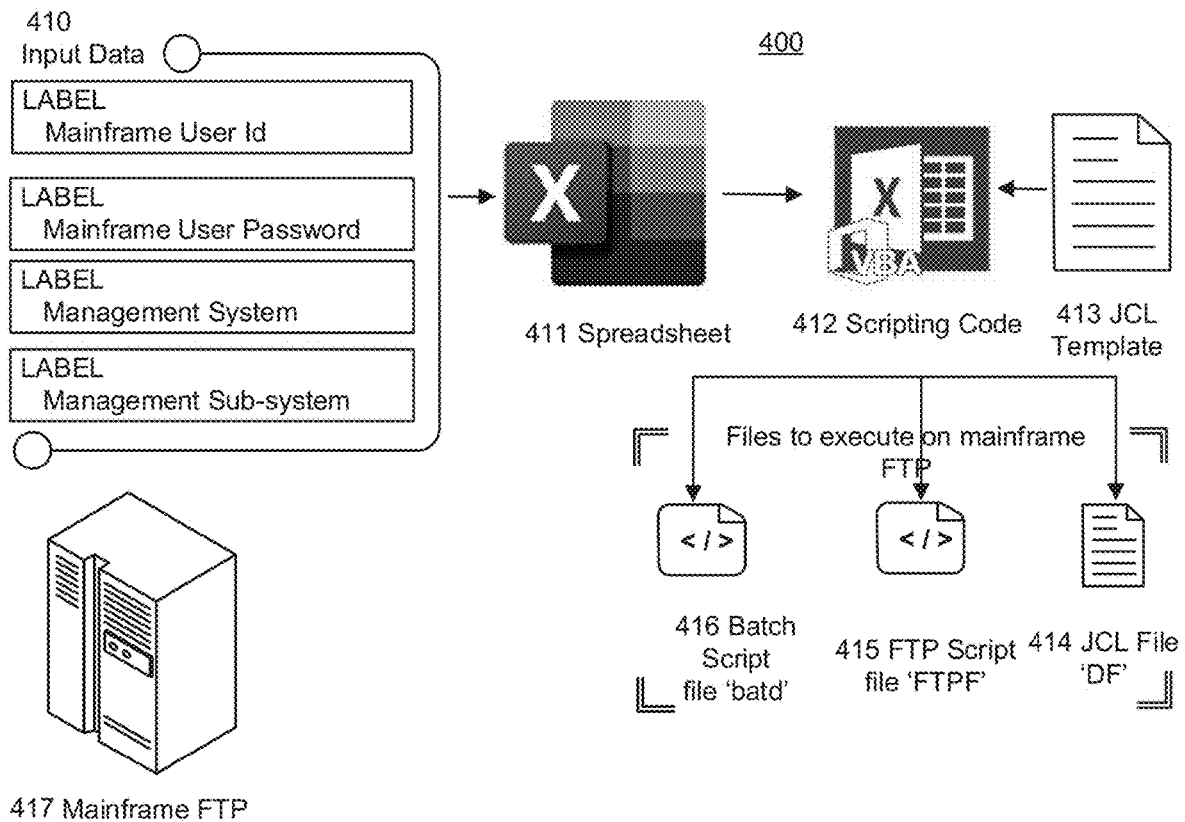 410
Input Data
400
LABEL
Mainframe User Id
LABEL
Mainframe User Password
LABEL
Management System
LABEL
Management Sub-system
X
411 Spreadsheet
X
VBA
412 Scripting Code
413 JCL
Template
Files to execute on mainframe
FTP
</>
</>
416 Batch
Script
file ‘batd’
415 FTP Script
file ‘FTPF’
414 JCL File
‘DF’
417 Mainframe FTP